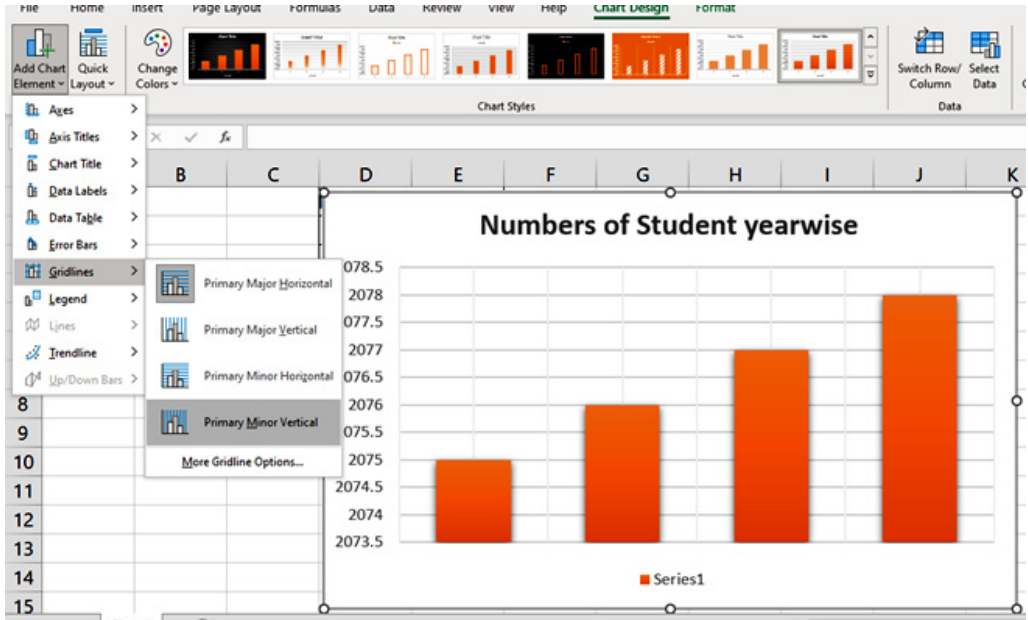 File Home Insert Page Layout Formulas Data Review View Help Chart Design Format
Add Chart Element
Quick Layout
Change Colors
Chart Styles
Switch Row/ Column
Select Data
Data
Axes
Axis Titles
Chart Title
Data Labels
Data Table
Error Bars
Gridlines
Legend
Lines
Trendline
Up/Down Bars
Primary Major Horizontal
Primary Major Vertical
Primary Minor Horizontal
Primary Minor Vertical
More Gridline Options...
fx
B C D E F G H I J K
8
9
10
11
12
13
14
15
Numbers of Student yearwise
078.5
2078
077.5
2077
076.5
2076
075.5
2075
2074.5
2074
2073.5
Series1